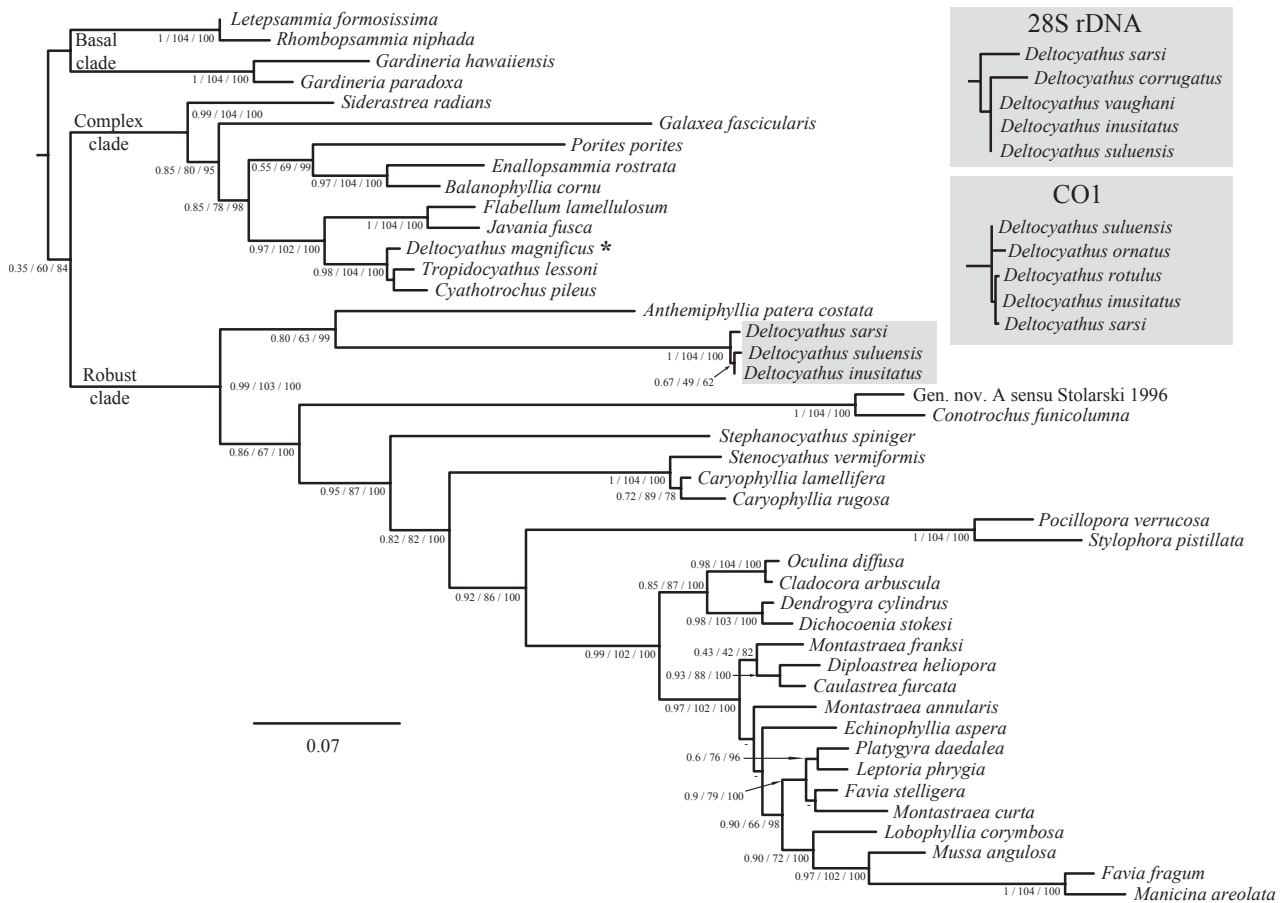 Letepsammia formosissima
Rhombopsammia niphada
1 / 104 / 100
Basal
clade
Gardineria hawaiiensis
Gardineria paradoxa
1 / 104 / 100
Complex
clade
Siderastrea radians
0.99 / 104 / 100
Galaxea fascicularis
0.85 / 80 / 95
Porites porites
0.55 / 69 / 99
Enallopsammia rostrata
0.97 / 104 / 100
Balanophyllia cornu
0.85 / 78 / 98
Flabellum lamellulosum
1 / 104 / 100
Javania fusca
0.97 / 102 / 100
Deltocyathus magnificus *
0.98 / 104 / 100
Tropidocyathus lessoni
Cyathotrochus pileus
0.35 / 60 / 84
Anthemiphyllia patera costata
0.80 / 63 / 99
Deltocyathus sarsi
1 / 104 / 100
Deltocyathus suluensis
Deltocyathus inusitatus
0.67 / 49 / 62
Robust
clade
0.99 / 103 / 100
Gen. nov. A sensu Stolarski 1996
1 / 104 / 100
Conotrochus funicolumna
0.86 / 67 / 100
Stephanocyathus spiniger
0.95 / 87 / 100
Stenocyathus vermiformis
1 / 104 / 100
Caryophyllia lamellifera
0.72 / 89 / 78
Caryophyllia rugosa
0.82 / 82 / 100
Pocillopora verrucosa
1 / 104 / 100
Stylophora pistillata
0.92 / 86 / 100
Oculina diffusa
0.98 / 104 / 100
Cladocora arbuscula
0.85 / 87 / 100
Dendrogyra cylindrus
0.98 / 103 / 100
Dichocoenia stokesi
0.99 / 102 / 100
Montastraea franksi
0.43 / 42 / 82
Diploastrea heliopora
0.93 / 88 / 100
Caulastrea furcata
0.97 / 102 / 100
Montastraea annularis
-
Echinophyllia aspera
-
Platygyra daedalea
0.6 / 76 / 96
Leptoria phrygia
0.9 / 79 / 100
Favia stelligera
-
Montastraea curta
0.90 / 66 / 98
Lobophyllia corymbosa
0.90 / 72 / 100
Mussa angulosa
0.97 / 102 / 100
Favia fragum
1 / 104 / 100
Manicina areolata
0.07
28S rDNA
Deltocyathus sarsi
Deltocyathus corrugatus
Deltocyathus vaughani
Deltocyathus inusitatus
Deltocyathus suluensis
CO1
Deltocyathus suluensis
Deltocyathus ornatus
Deltocyathus rotulus
Deltocyathus inusitatus
Deltocyathus sarsi